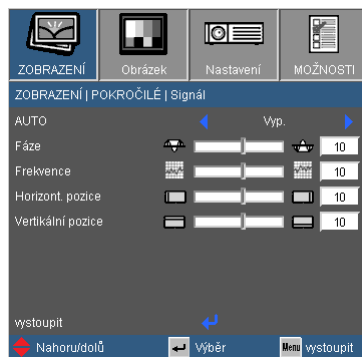 ZOBRAZENÍ Obrázek Nastavení MOŽNOSTI
ZOBRAZENÍ | POKROČILÉ | Signál
AUTO Vyp.
Fáze 10
Frekvence 10
Horizont. pozice 10
Vertikální pozice 10
vystoupit
Nahoru/dolů Výběr Menu vystoupit